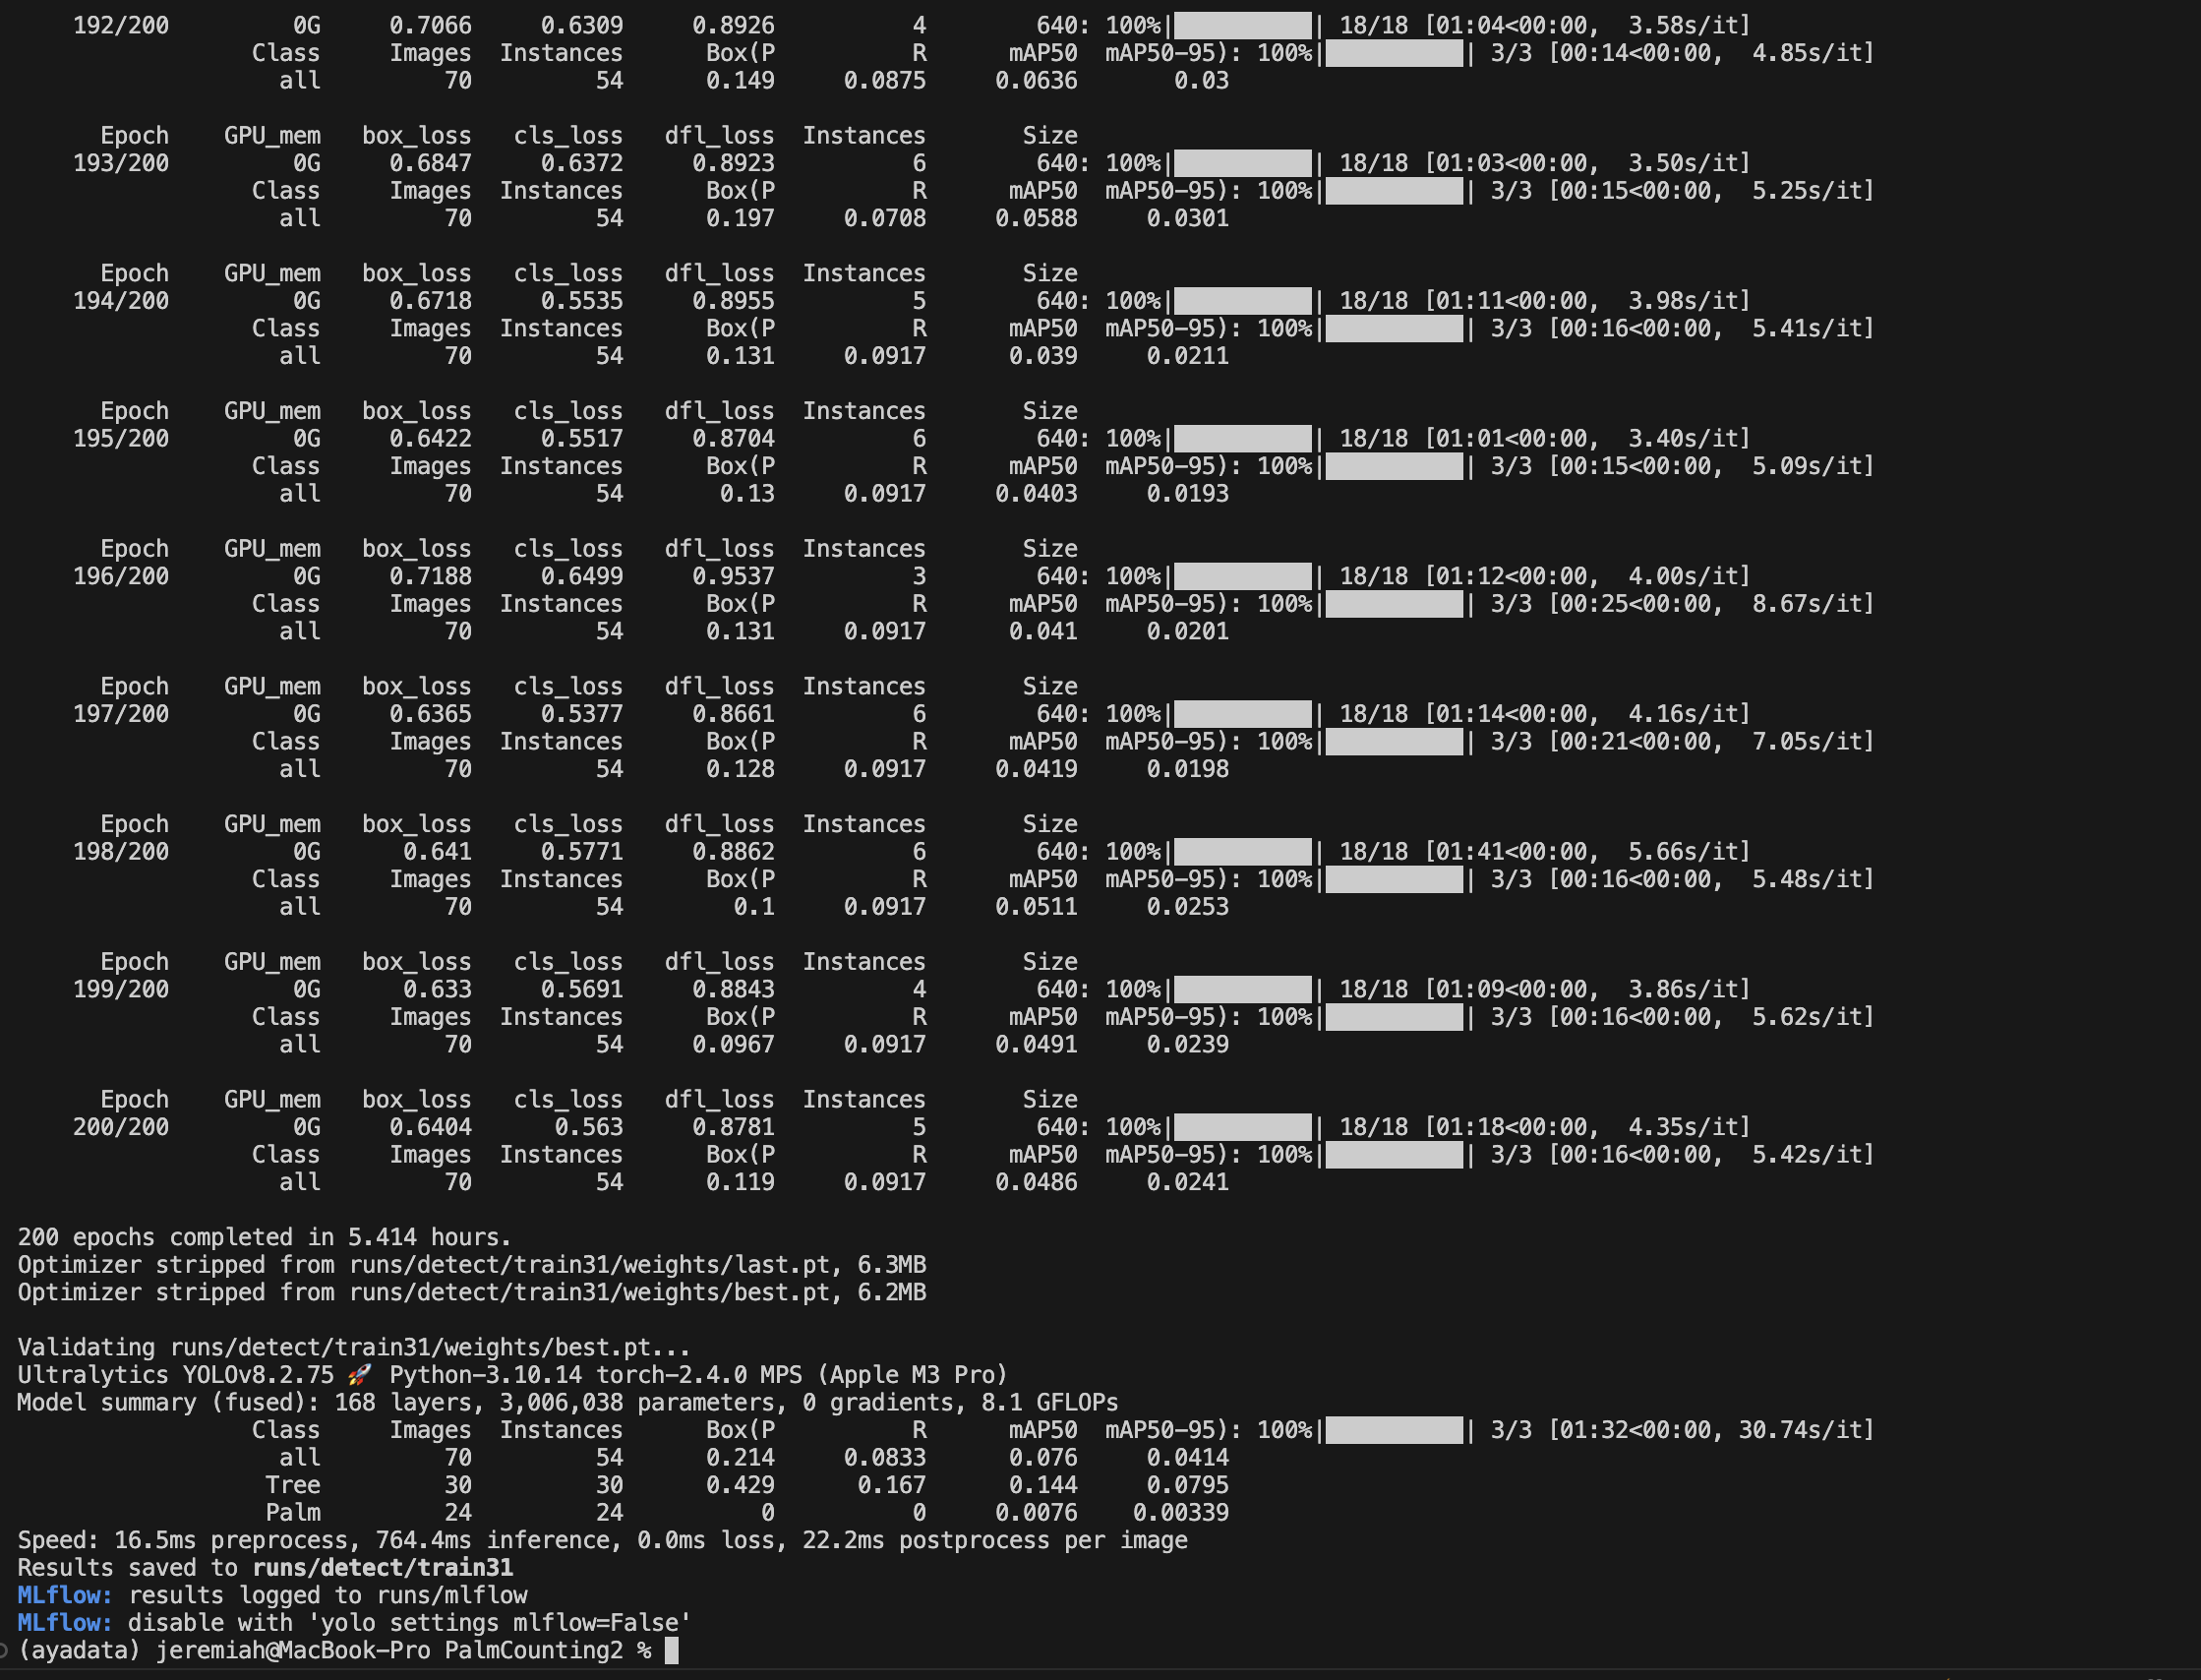 192/200 0G 0.7066 0.6309 0.8926 4 640: 100%|██████████| 18/18 [01:04<00:00, 3.58s/it]
Class Images Instances Box(P R mAP50 mAP50-95): 100%|██████████| 3/3 [00:14<00:00, 4.85s/it]
all 70 54 0.149 0.0875 0.0636 0.03
Epoch GPU_mem box_loss cls_loss dfl_loss Instances Size
193/200 0G 0.6847 0.6372 0.8923 6 640: 100%|██████████| 18/18 [01:03<00:00, 3.50s/it]
Class Images Instances Box(P R mAP50 mAP50-95): 100%|██████████| 3/3 [00:15<00:00, 5.25s/it]
all 70 54 0.197 0.0708 0.0588 0.0301
Epoch GPU_mem box_loss cls_loss dfl_loss Instances Size
194/200 0G 0.6718 0.5535 0.8955 5 640: 100%|██████████| 18/18 [01:11<00:00, 3.98s/it]
Class Images Instances Box(P R mAP50 mAP50-95): 100%|██████████| 3/3 [00:16<00:00, 5.41s/it]
all 70 54 0.131 0.0917 0.039 0.0211
Epoch GPU_mem box_loss cls_loss dfl_loss Instances Size
195/200 0G 0.6422 0.5517 0.8704 6 640: 100%|██████████| 18/18 [01:01<00:00, 3.40s/it]
Class Images Instances Box(P R mAP50 mAP50-95): 100%|██████████| 3/3 [00:15<00:00, 5.09s/it]
all 70 54 0.13 0.0917 0.0403 0.0193
Epoch GPU_mem box_loss cls_loss dfl_loss Instances Size
196/200 0G 0.7188 0.6499 0.9537 3 640: 100%|██████████| 18/18 [01:12<00:00, 4.00s/it]
Class Images Instances Box(P R mAP50 mAP50-95): 100%|██████████| 3/3 [00:25<00:00, 8.67s/it]
all 70 54 0.131 0.0917 0.041 0.0201
Epoch GPU_mem box_loss cls_loss dfl_loss Instances Size
197/200 0G 0.6365 0.5377 0.8661 6 640: 100%|██████████| 18/18 [01:14<00:00, 4.16s/it]
Class Images Instances Box(P R mAP50 mAP50-95): 100%|██████████| 3/3 [00:21<00:00, 7.05s/it]
all 70 54 0.128 0.0917 0.0419 0.0198
Epoch GPU_mem box_loss cls_loss dfl_loss Instances Size
198/200 0G 0.641 0.5771 0.8862 6 640: 100%|██████████| 18/18 [01:41<00:00, 5.66s/it]
Class Images Instances Box(P R mAP50 mAP50-95): 100%|██████████| 3/3 [00:16<00:00, 5.48s/it]
all 70 54 0.1 0.0917 0.0511 0.0253
Epoch GPU_mem box_loss cls_loss dfl_loss Instances Size
199/200 0G 0.633 0.5691 0.8843 4 640: 100%|██████████| 18/18 [01:09<00:00, 3.86s/it]
Class Images Instances Box(P R mAP50 mAP50-95): 100%|██████████| 3/3 [00:16<00:00, 5.62s/it]
all 70 54 0.0967 0.0917 0.0491 0.0239
Epoch GPU_mem box_loss cls_loss dfl_loss Instances Size
200/200 0G 0.6404 0.563 0.8781 5 640: 100%|██████████| 18/18 [01:18<00:00, 4.35s/it]
Class Images Instances Box(P R mAP50 mAP50-95): 100%|██████████| 3/3 [00:16<00:00, 5.42s/it]
all 70 54 0.119 0.0917 0.0486 0.0241
200 epochs completed in 5.414 hours.
Optimizer stripped from runs/detect/train31/weights/last.pt, 6.3MB
Optimizer stripped from runs/detect/train31/weights/best.pt, 6.2MB
Validating runs/detect/train31/weights/best.pt...
Ultralytics YOLOv8.2.75 🚀 Python-3.10.14 torch-2.4.0 MPS (Apple M3 Pro)
Model summary (fused): 168 layers, 3,006,038 parameters, 0 gradients, 8.1 GFLOPs
Class Images Instances Box(P R mAP50 mAP50-95): 100%|██████████| 3/3 [01:32<00:00, 30.74s/it]
all 70 54 0.214 0.0833 0.076 0.0414
Tree 30 30 0.429 0.167 0.144 0.0795
Palm 24 24 0 0 0.0076 0.00339
Speed: 16.5ms preprocess, 764.4ms inference, 0.0ms loss, 22.2ms postprocess per image
Results saved to runs/detect/train31
MLflow: results logged to runs/mlflow
MLflow: disable with 'yolo settings mlflow=False'
(ayadata) jeremiah@MacBook-Pro PalmCounting2 %